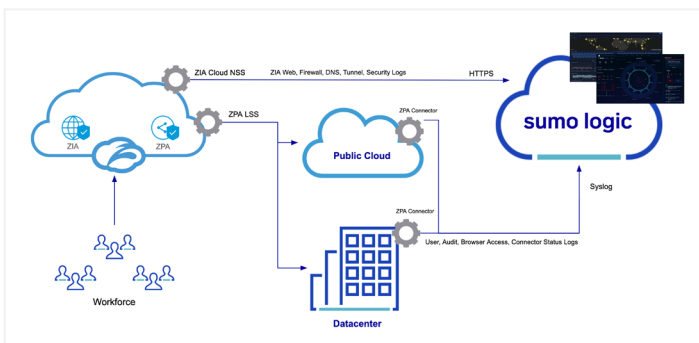 ZIA Cloud NSS
ZIA Web, Firewall, DNS, Tunnel, Security Logs
HTTPS
ZPA LSS
ZPA Connector
sumo logic
ZIA
ZPA
Public Cloud
Syslog
ZPA Connector
User, Audit, Browser Access, Connector Status Logs
Workforce
Datacenter